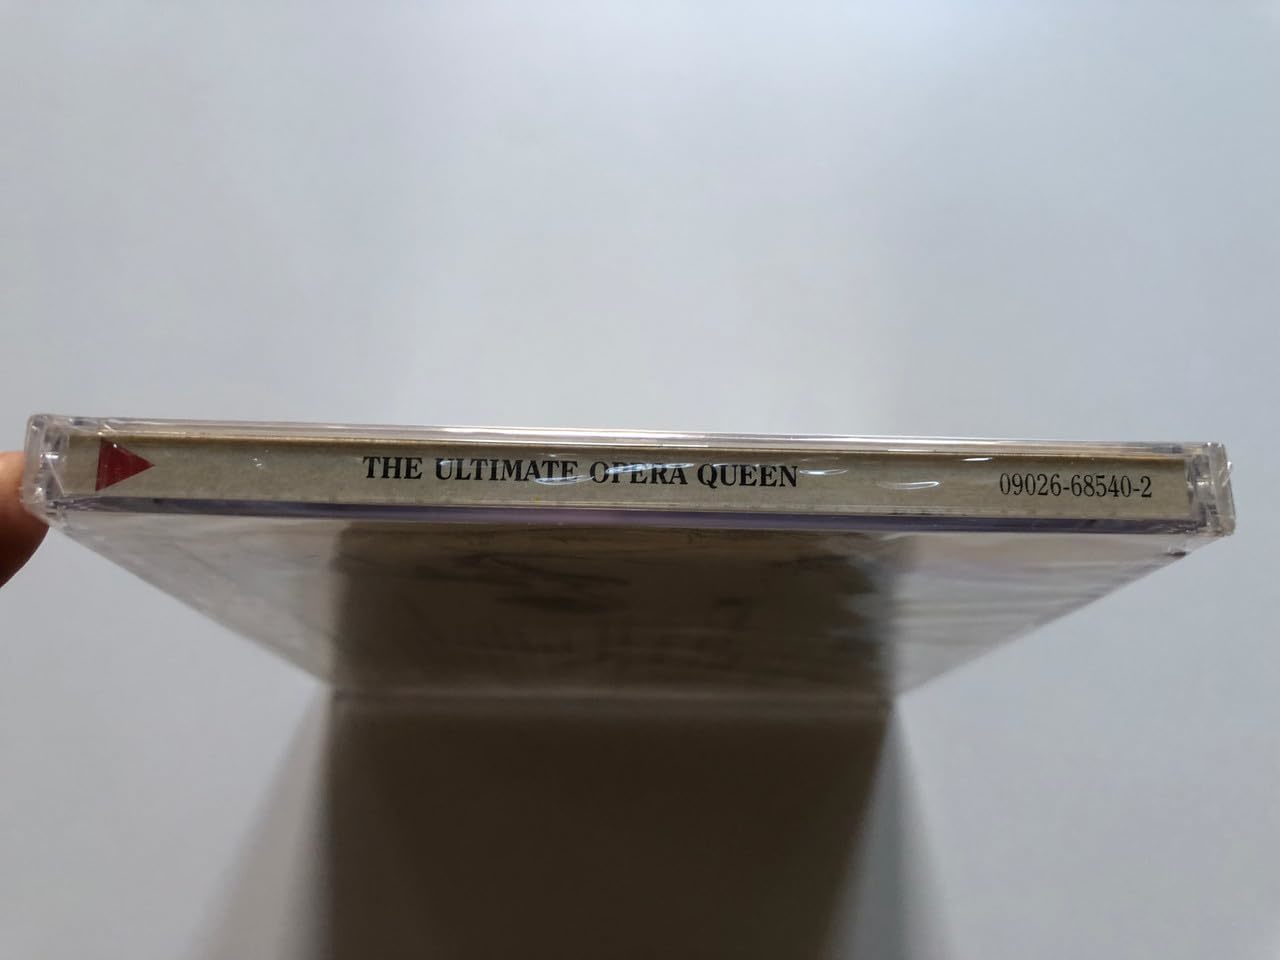 THE ULTIMATE OPERA QUEEN
09026-68540-2